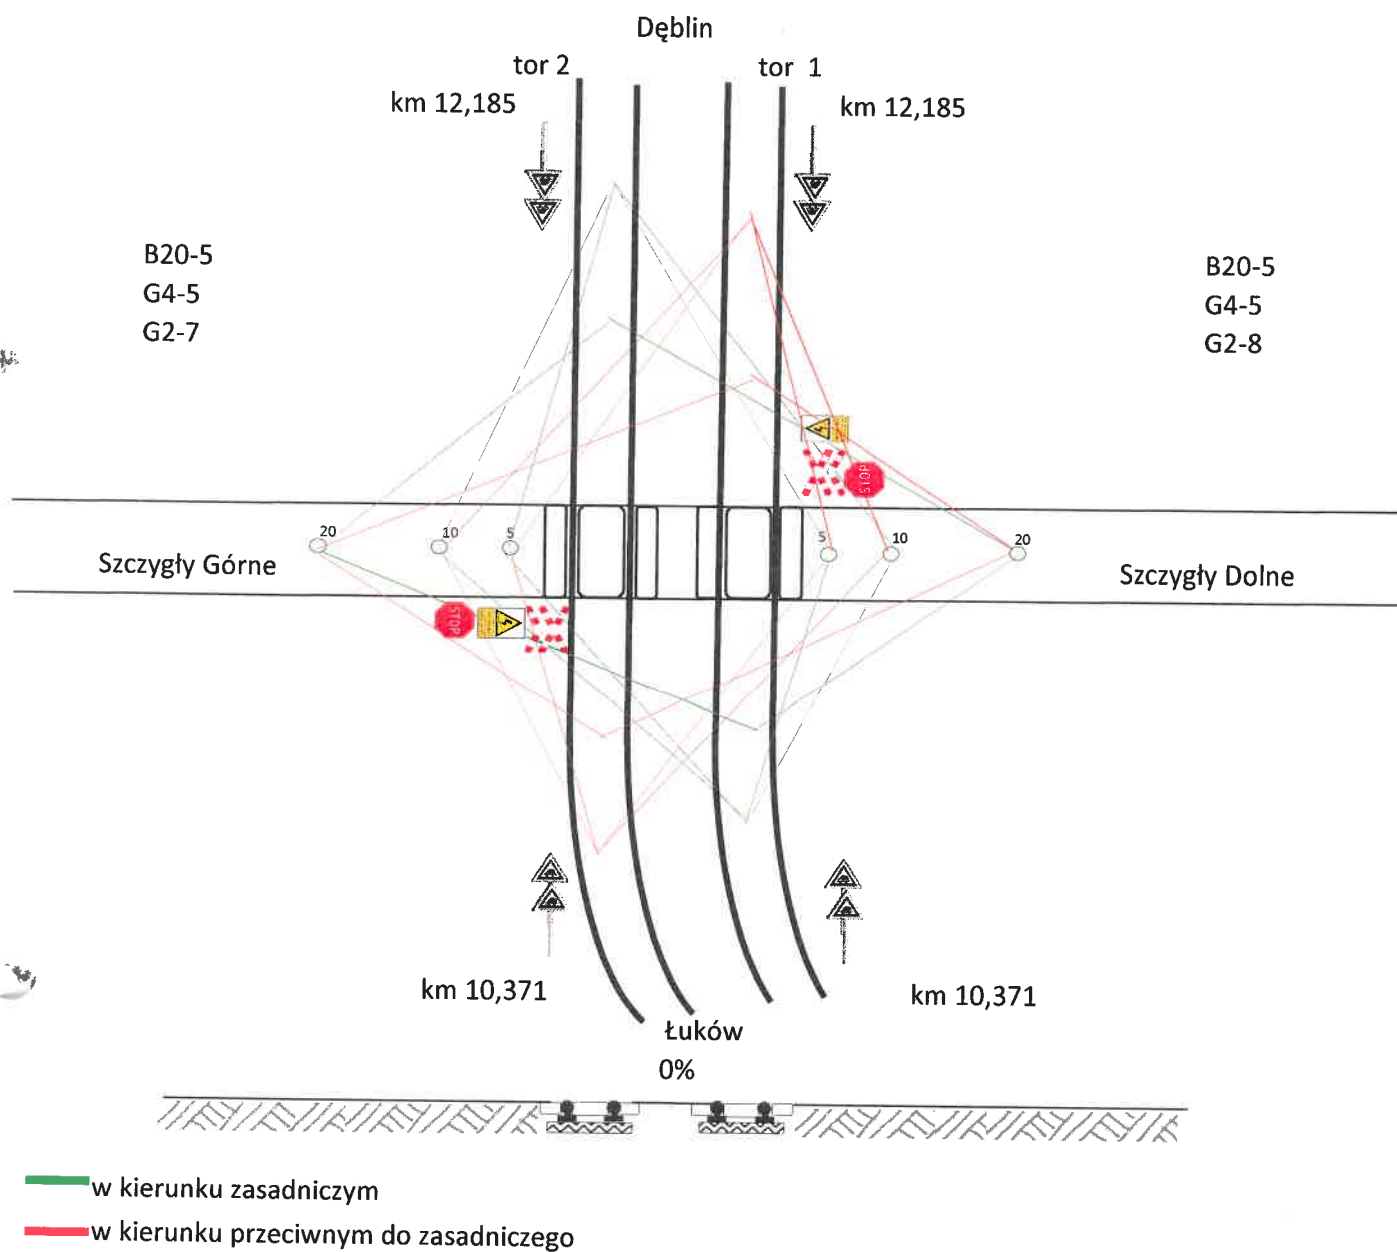 Dęblin
tor 2
tor 1
km 12,185
km 12,185
B20-5
G4-5
G2-7
B20-5
G4-5
G2-8
STOP
20
10
5
5
10
20
Szczygły Górne
Szczygły Dolne
STOP
km 10,371
km 10,371
Łuków
0%
w kierunku zasadniczym
w kierunku przeciwnym do zasadniczego